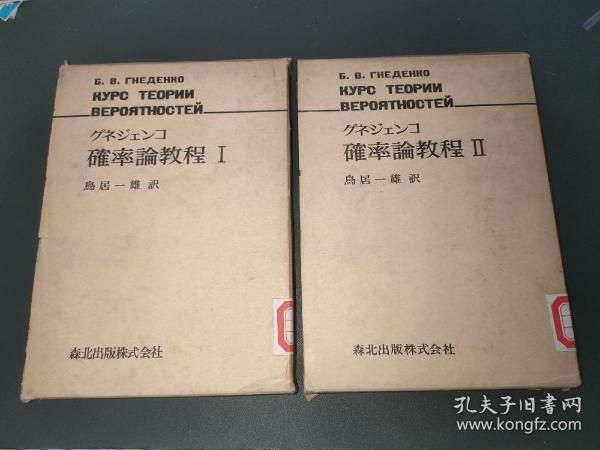 Б. В. ГНЕДЕНКО
КУРС ТЕОРИИ
ВЕРОЯТНОСТЕЙ
グネジェンコ
確率論教程 I
鳥居一雄 訳
森北出版株式会社
Б. В. ГНЕДЕНКО
КУРС ТЕОРИИ
ВЕРОЯТНОСТЕЙ
グネジェンコ
確率論教程 II
鳥居一雄 訳
森北出版株式会社
孔夫子旧书网
www.kongfz.com